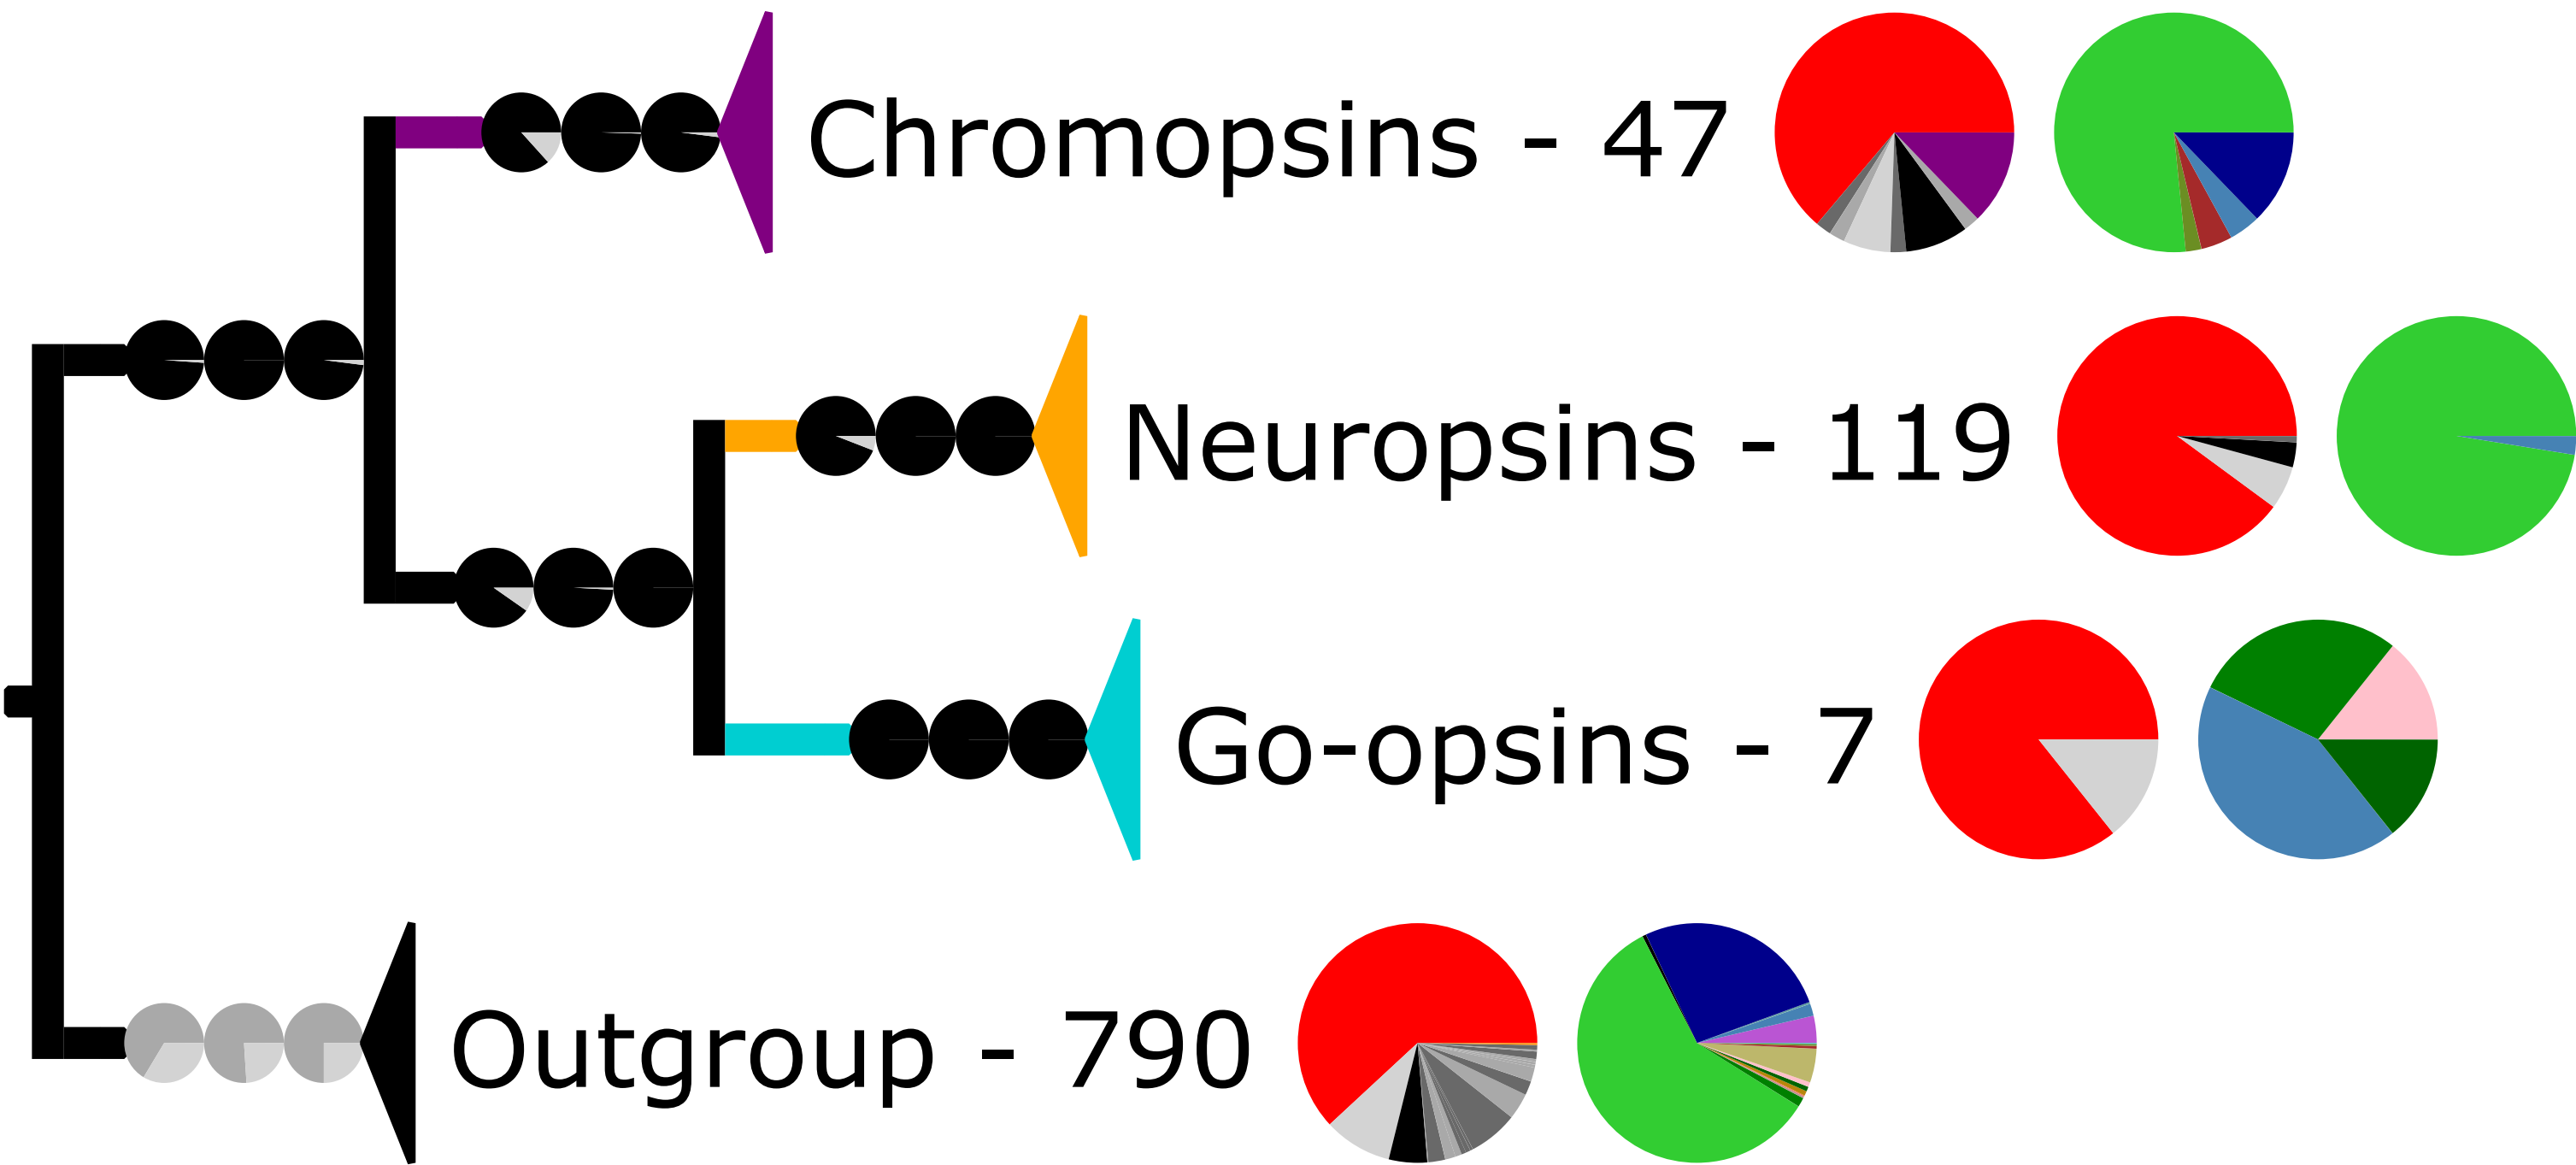 Chromopsins - 47
Neuropsins - 119
Go-opsins - 7
Outgroup - 790